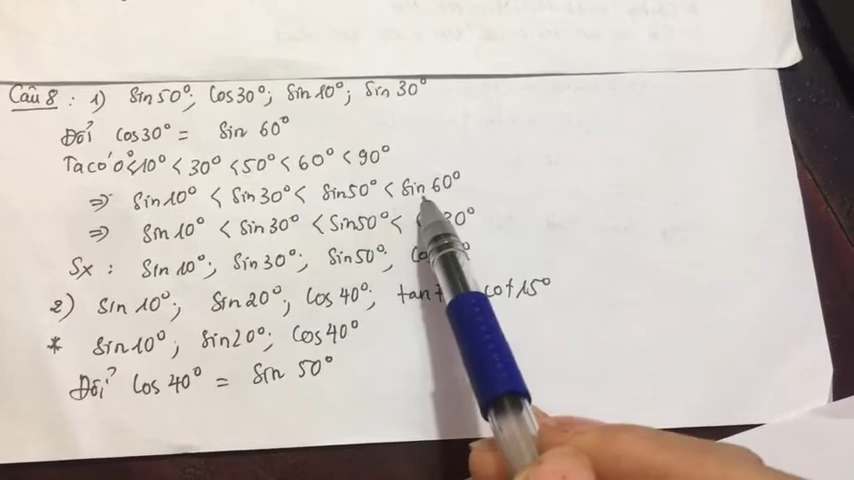 Câu 8 : 1) Sin 50°; Cos 30°; Sin 10°; Sin 30°
Đổi Cos 30° = Sin 60°
Ta có 0° < 10° < 30° < 50° < 60° < 90°
=> Sin 10° < Sin 30° < Sin 50° < Sin 60°
=> Sin 10° < Sin 30° < Sin 50° < 30°
Sx : Sin 10°; Sin 30°; Sin 50°;
2) Sin 10°; Sin 20°; Cos 40°; tan cot 15°
* Sin 10°; Sin 20°; Cos 40°
Đổi Cos 40° = Sin 50°